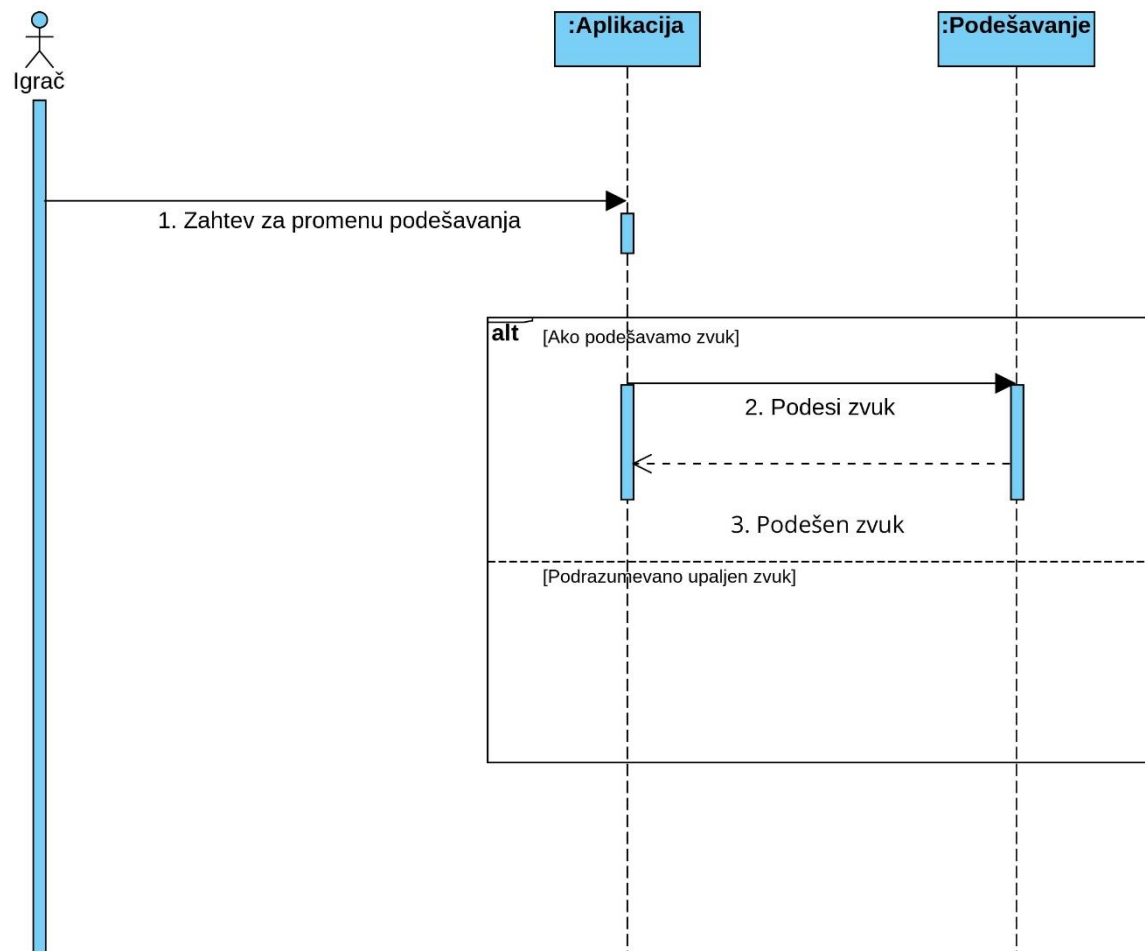 Igrač
:Aplikacija
:Podešavanje
1. Zahtev za promenu podešavanja
alt
[Ako podešavamo zvuk]
2. Podesi zvuk
3. Podešen zvuk
[Podrazumevano upaljen zvuk]